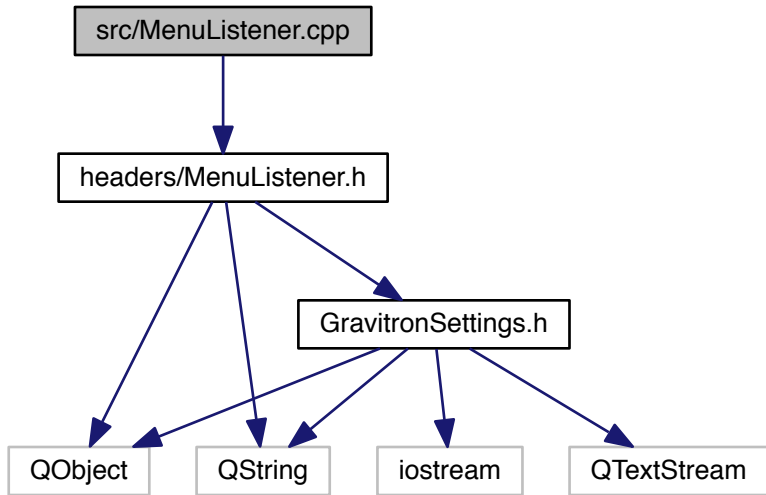 src/MenuListener.cpp
headers/MenuListener.h
GravitronSettings.h
QObject
QString
iostream
QTextStream